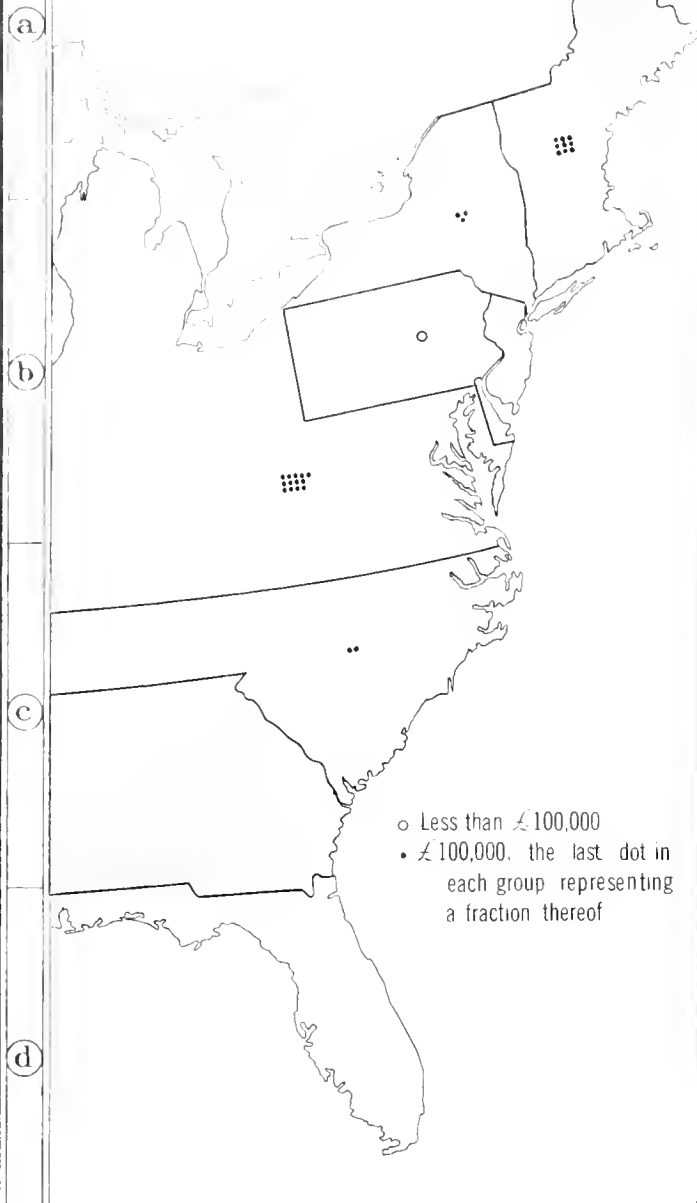 a
b
c
○ Less than £100,000
• £100,000, the last dot in
each group representing
a fraction thereof
d